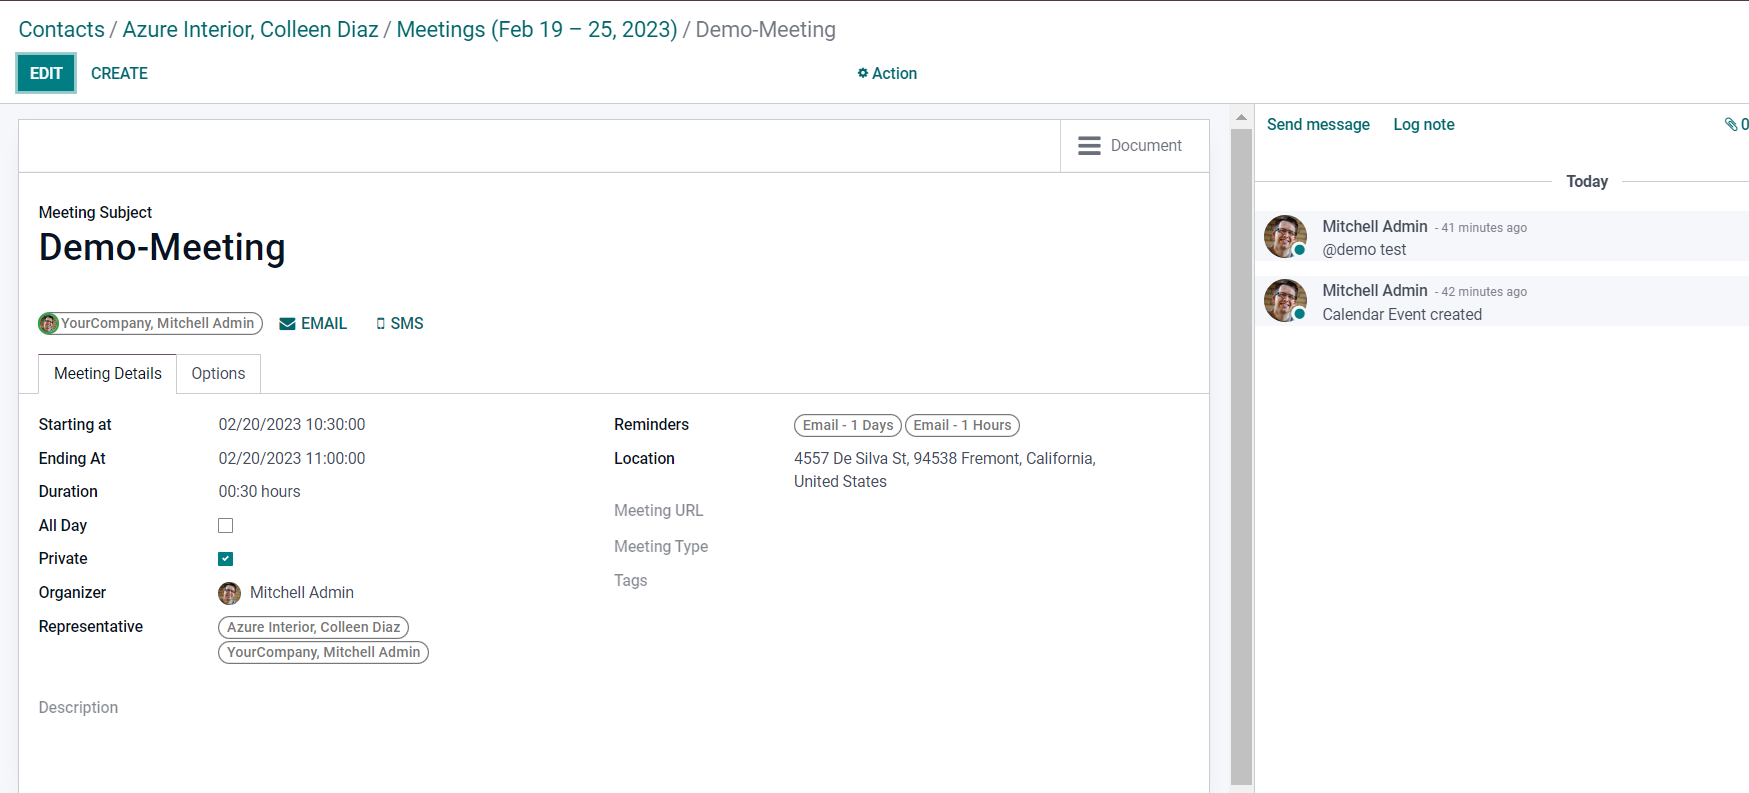 Contacts / Azure Interior, Colleen Diaz / Meetings (Feb 19 – 25, 2023) / Demo-Meeting
EDIT CREATE Action
Document
Meeting Subject
Demo-Meeting
YourCompany, Mitchell Admin EMAIL SMS
Meeting Details Options
Starting at 02/20/2023 10:30:00
Ending At 02/20/2023 11:00:00
Duration 00:30 hours
All Day
Private
Organizer Mitchell Admin
Representative Azure Interior, Colleen Diaz
YourCompany, Mitchell Admin
Description
Reminders Email - 1 Days Email - 1 Hours
Location 4557 De Silva St, 94538 Fremont, California,
United States
Meeting URL
Meeting Type
Tags
Send message Log note 0
Today
Mitchell Admin - 41 minutes ago
@demo test
Mitchell Admin - 42 minutes ago
Calendar Event created